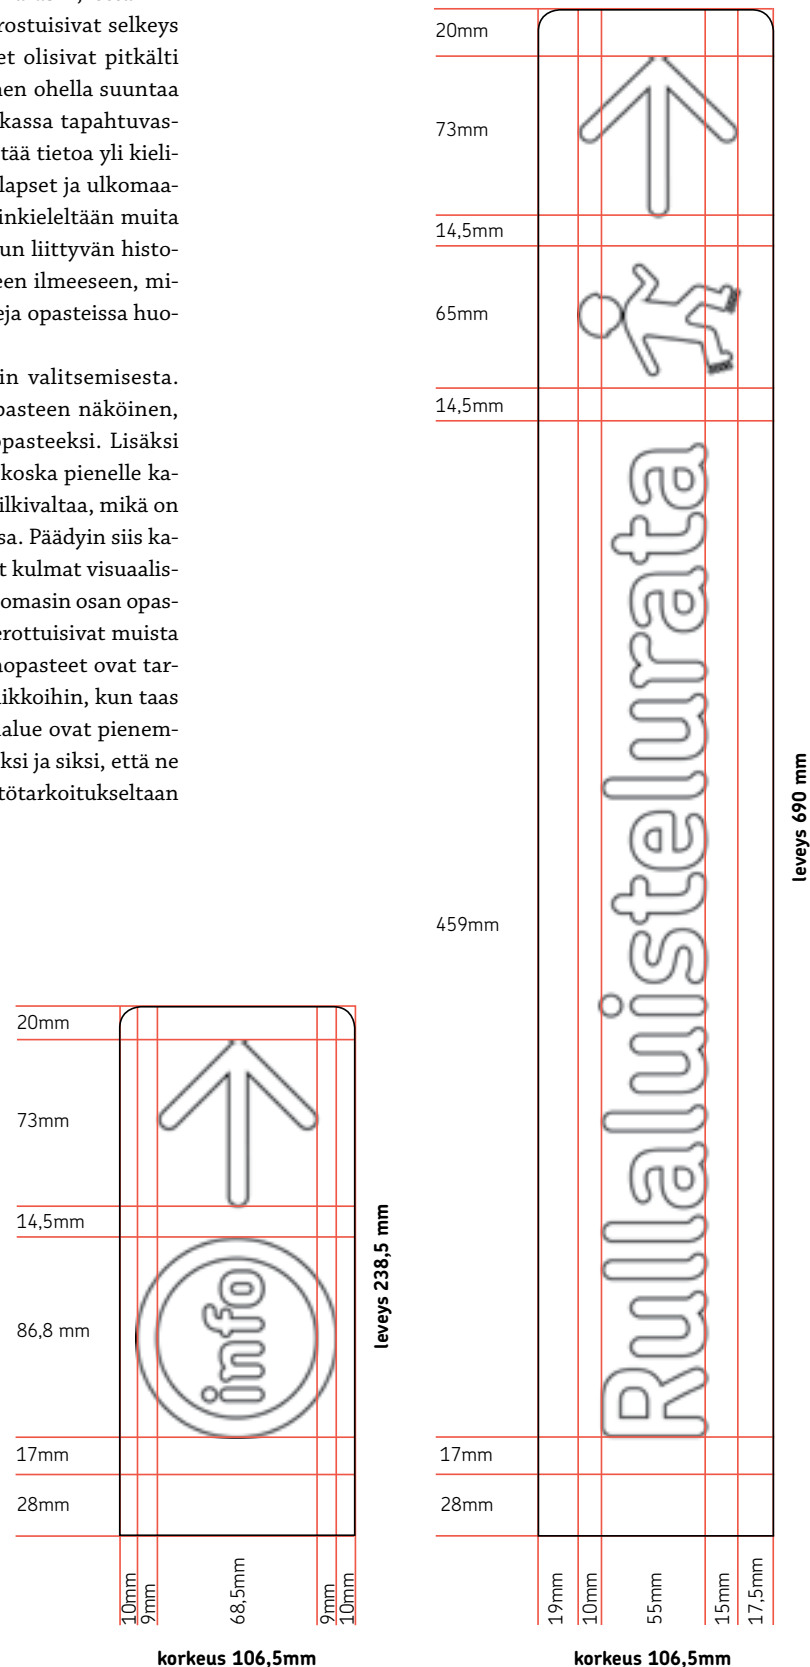 rostuisivat selkeys
et olisivat pitkälti
nen ohella suuntaa
kassa tapahtuvas-
tää tietoa yli kieli-
lapset ja ulkomaa-
inkieleltään muita
un liittyvän histo-
een ilmeeseen, mi-
eja opasteissa huo-
in valitsemisesta.
pasteen näköinen,
opasteeksi. Lisäksi
koska pienelle ka-
ilkivaltaa, mikä on
sa. Päädyin siis ka-
t kulmat visuaalis-
omasin osan opas-
erottuisivat muista
nopasteet ovat tar-
aikkoihin, kun taas
alue ovat pienem-
ksi ja siksi, että ne
tötarkoitukseltaan
20mm
73mm
14,5mm
86,8 mm
17mm
28mm
info
leveys 238,5 mm
10mm
9mm
68,5mm
9mm
10mm
korkeus 106,5mm
20mm
73mm
14,5mm
65mm
14,5mm
459mm
17mm
28mm
Rullaluistelurata
leveys 690 mm
19mm
10mm
55mm
15mm
17,5mm
korkeus 106,5mm